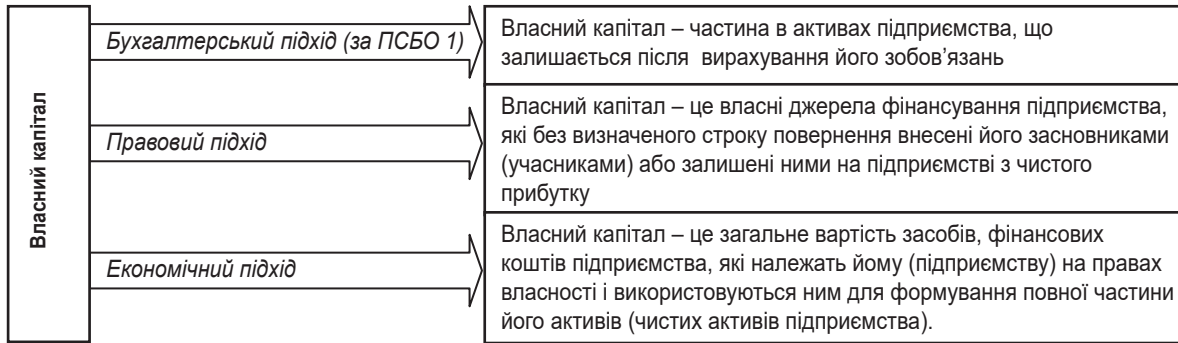 Власний капітал
Бухгалтерський підхід (за ПСБО 1)
Власний капітал – частина в активах підприємства, що
залишається після вирахування його зобов’язань
Правовий підхід
Власний капітал – це власні джерела фінансування підприємства,
які без визначеного строку повернення внесені його засновниками
(учасниками) або залишені ними на підприємстві з чистого
прибутку
Економічний підхід
Власний капітал – це загальне вартість засобів, фінансових
коштів підприємства, які належать йому (підприємству) на правах
власності і використовуються ним для формування повної частини
його активів (чистих активів підприємства).